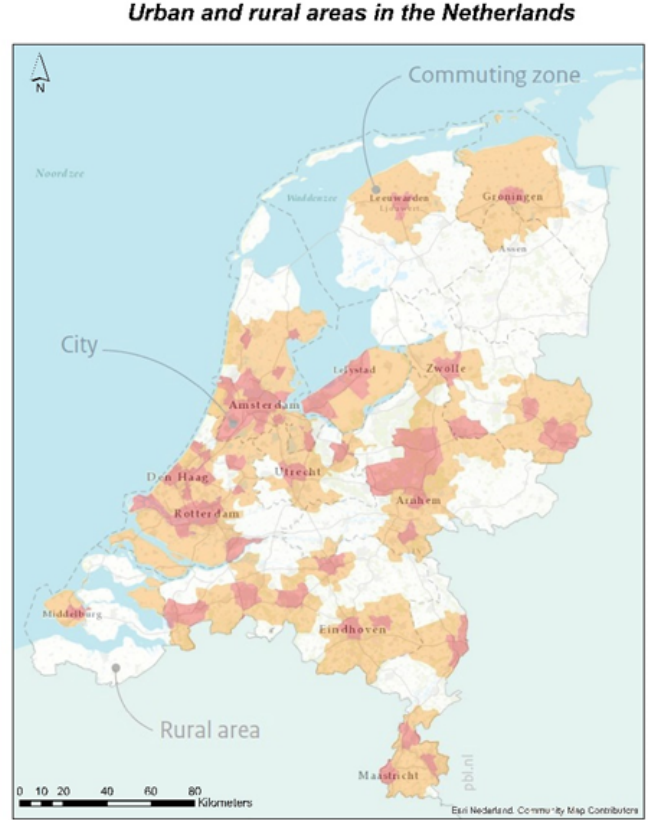 Urban and rural areas in the Netherlands
N
Commuting zone
Noordzee
Waddenzee
Leeuwarden
Groningen
Assen
City
Lelystad
Zwolle
Amsterdam
Utrecht
Den Haag
Arnhem
Rotterdam
Middelburg
Eindhoven
Rural area
Maastricht
pbl.nl
0 10 20 40 60 80
Kilometers
Esri Nederland, Community Map Contributors